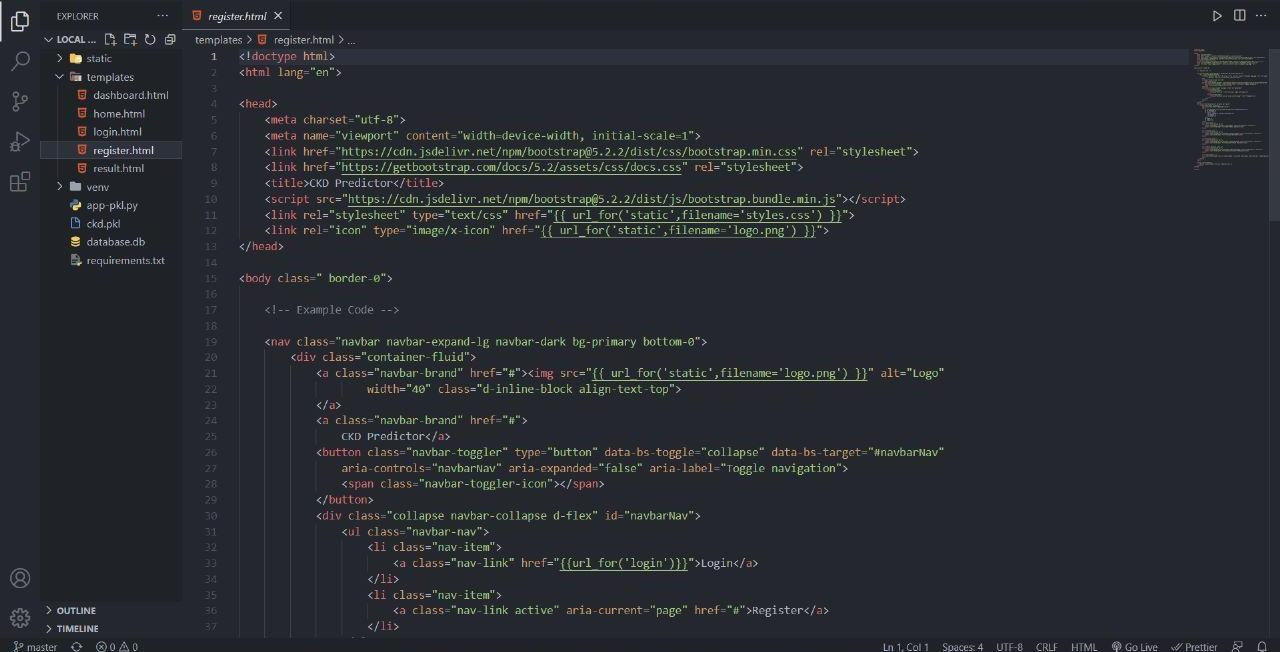 EXPLORER
LOCAL ...
static
templates
dashboard.html
home.html
login.html
register.html
result.html
venv
app-pkl.py
ckd.pkl
database.db
requirements.txt
OUTLINE
TIMELINE
register.html
templates > register.html > ...
1 <!doctype html>
2 <html lang="en">
3
4 <head>
5 <meta charset="utf-8">
6 <meta name="viewport" content="width=device-width, initial-scale=1">
7 <link href="https://cdn.jsdelivr.net/npm/bootstrap@5.2.2/dist/css/bootstrap.min.css" rel="stylesheet">
8 <link href="https://getbootstrap.com/docs/5.2/assets/css/docs.css" rel="stylesheet">
9 <title>CKD Predictor</title>
10 <script src="https://cdn.jsdelivr.net/npm/bootstrap@5.2.2/dist/js/bootstrap.bundle.min.js"></script>
11 <link rel="stylesheet" type="text/css" href="{{ url_for('static',filename='styles.css') }}">
12 <link rel="icon" type="image/x-icon" href="{{ url_for('static',filename='logo.png') }}">
13 </head>
14
15 <body class=" border-0">
16
17 <!-- Example Code -->
18
19 <nav class="navbar navbar-expand-lg navbar-dark bg-primary bottom-0">
20 <div class="container-fluid">
21 <a class="navbar-brand" href="#"><img src="{{ url_for('static',filename='logo.png') }}" alt="Logo"
22 width="40" class="d-inline-block align-text-top">
23 </a>
24 <a class="navbar-brand" href="#">
25 CKD Predictor</a>
26 <button class="navbar-toggler" type="button" data-bs-toggle="collapse" data-bs-target="#navbarNav"
27 aria-controls="navbarNav" aria-expanded="false" aria-label="Toggle navigation">
28 <span class="navbar-toggler-icon"></span>
29 </button>
30 <div class="collapse navbar-collapse d-flex" id="navbarNav">
31 <ul class="navbar-nav">
32 <li class="nav-item">
33 <a class="nav-link" href="{{url_for('login')}}">Login</a>
34 </li>
35 <li class="nav-item">
36 <a class="nav-link active" aria-current="page" href="#">Register</a>
37 </li>
master
0 0
Ln 1, Col 1
Spaces: 4
UTF-8
CRLF
HTML
Go Live
Prettier